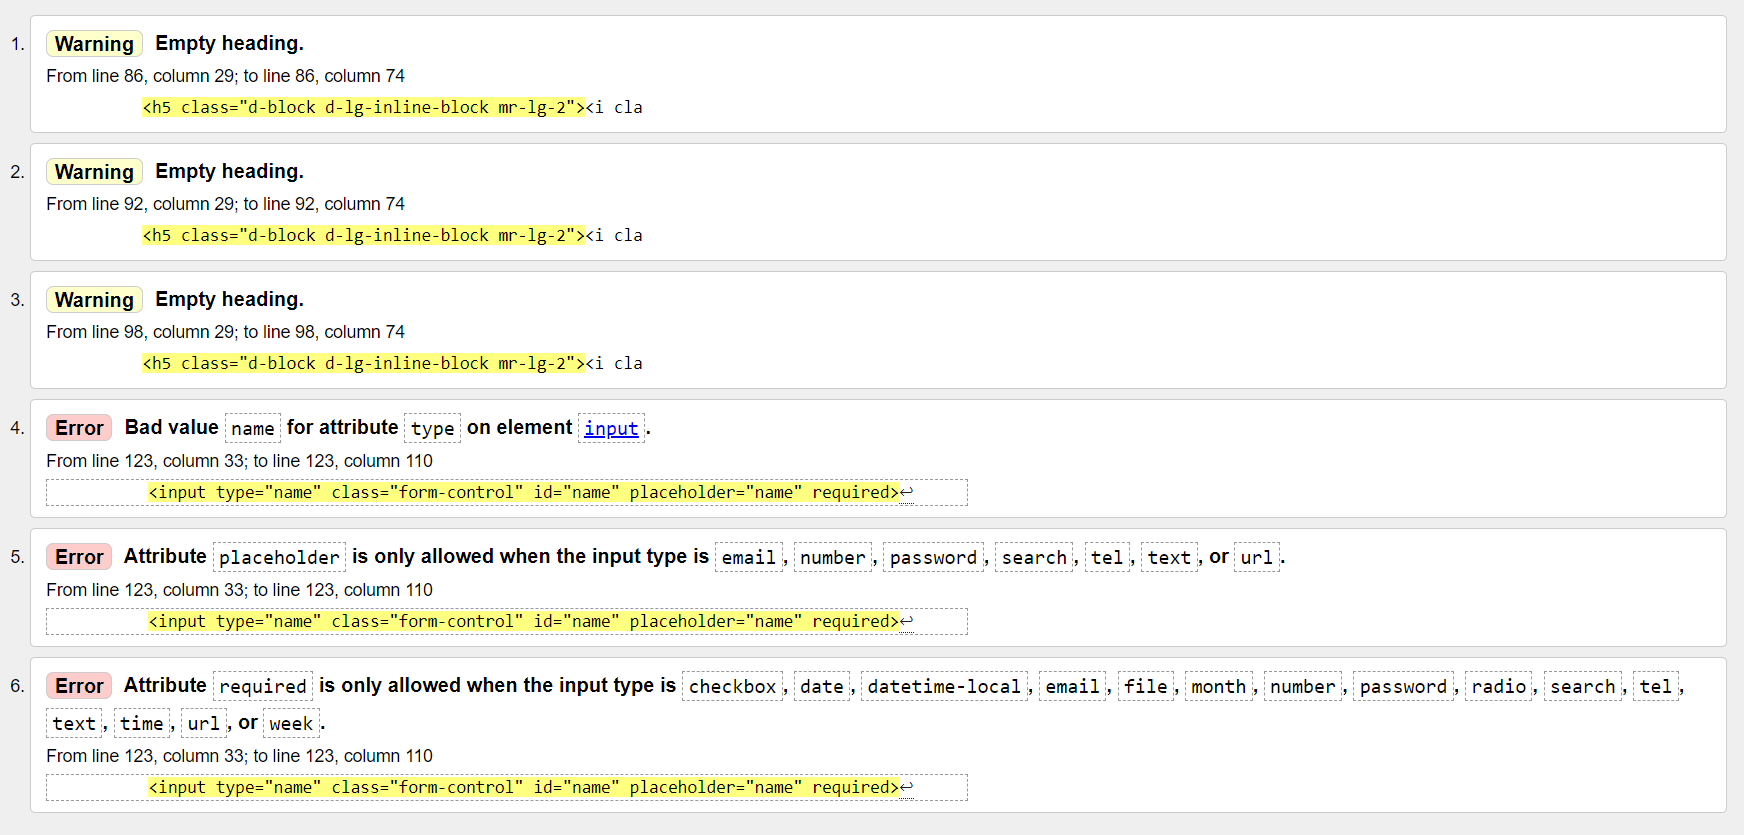 1. Warning Empty heading.
From line 86, column 29; to line 86, column 74
<h5 class="d-block d-lg-inline-block mr-lg-2"><i cla
2. Warning Empty heading.
From line 92, column 29; to line 92, column 74
<h5 class="d-block d-lg-inline-block mr-lg-2"><i cla
3. Warning Empty heading.
From line 98, column 29; to line 98, column 74
<h5 class="d-block d-lg-inline-block mr-lg-2"><i cla
4. Error Bad value name for attribute type on element input.
From line 123, column 33; to line 123, column 110
<input type="name" class="form-control" id="name" placeholder="name" required>↩
5. Error Attribute placeholder is only allowed when the input type is email, number, password, search, tel, text, or url.
From line 123, column 33; to line 123, column 110
<input type="name" class="form-control" id="name" placeholder="name" required>↩
6. Error Attribute required is only allowed when the input type is checkbox, date, datetime-local, email, file, month, number, password, radio, search, tel,
text, time, url, or week.
From line 123, column 33; to line 123, column 110
<input type="name" class="form-control" id="name" placeholder="name" required>↩